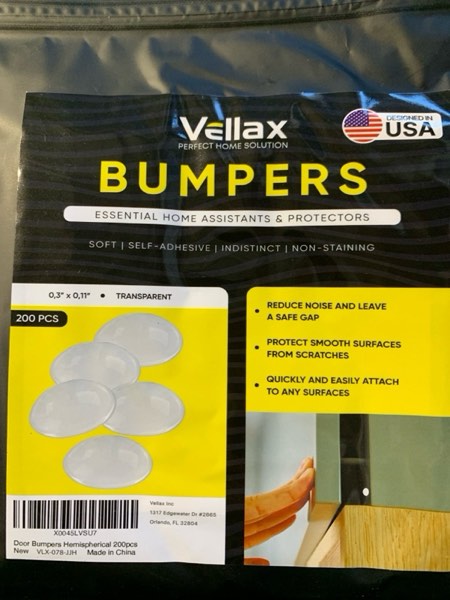 Vellax
PERFECT HOME SOLUTION
DESIGNED IN
USA
BUMPERS
ESSENTIAL HOME ASSISTANTS & PROTECTORS
SOFT | SELF-ADHESIVE | INDISTINCT | NON-STAINING
0,3" x 0,11" • TRANSPARENT
200 PCS
• REDUCE NOISE AND LEAVE
A SAFE GAP
• PROTECT SMOOTH SURFACES
FROM SCRATCHES
• QUICKLY AND EASILY ATTACH
TO ANY SURFACES
X0045LVSU7
Door Bumpers Hemispherical 200pcs
New VLX-078-JJH Made in China
Vellax Inc
1317 Edgewater Dr #2665
Orlando, FL 32804